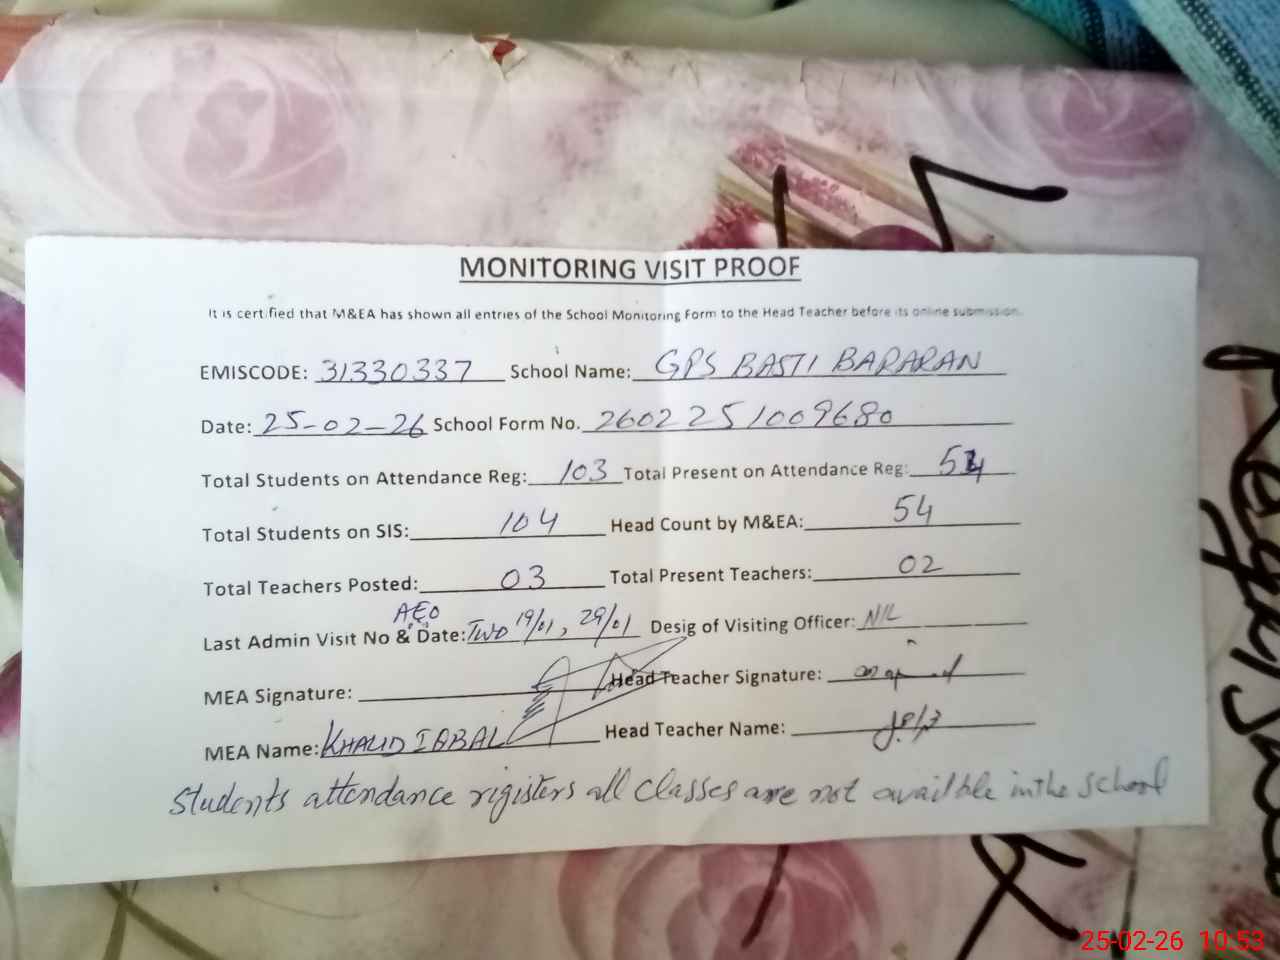 MONITORING VISIT PROOF
It is certified that M&EA has shown all entries of the School Monitoring Form to the Head Teacher before its online submission.
EMISCODE: 31330337 School Name: GPS BASTI BARARAN
Date: 25-02-26 School Form No. 2602251009680
Total Students on Attendance Reg: 103 Total Present on Attendance Reg: 54
Total Students on SIS: 104 Head Count by M&EA: 54
Total Teachers Posted: 03 Total Present Teachers: 02
AEO
Last Admin Visit No & Date: Two 19/01, 29/01 Desig of Visiting Officer: NIL
MEA Signature: Head Teacher Signature:
MEA Name: KHALID IQBAL Head Teacher Name:
Students attendance rigisters all classes are not availble in the school
25-02-26 10:53